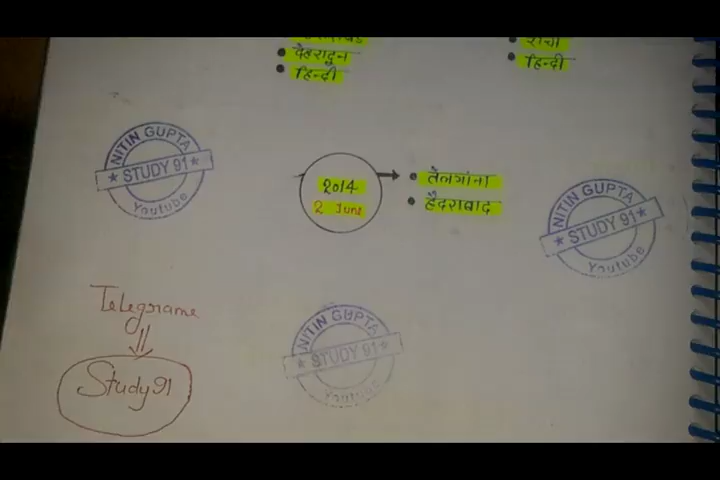 देहरादून
राँची
हिन्दी
हिन्दी
NITIN GUPTA
STUDY 91
Youtube
2014
2 June
तेलगांना
हैदराबाद
NITIN GUPTA
STUDY 91
Youtube
Telegrame
Study 91
NITIN GUPTA
STUDY 91
Youtube